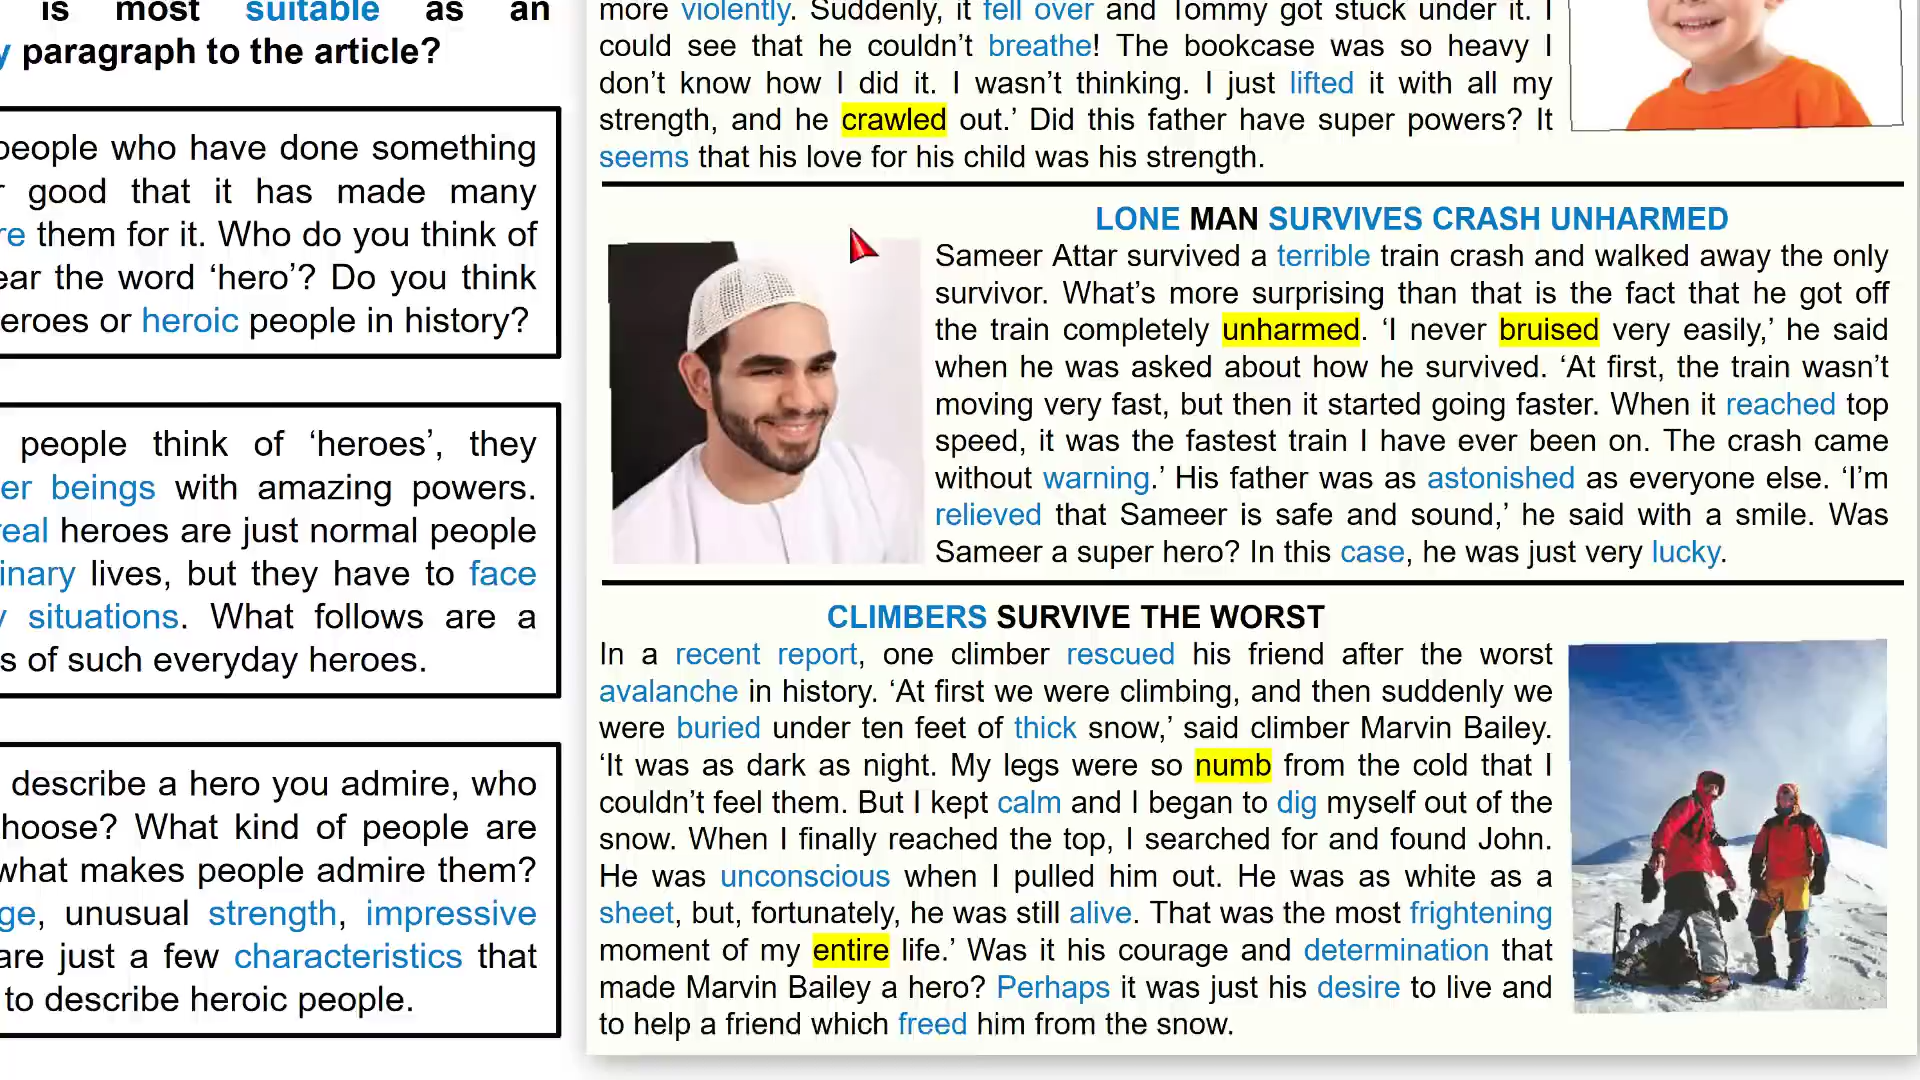 is most suitable as an
paragraph to the article?
people who have done something
good that it has made many
them for it. Who do you think of
ear the word ‘hero’? Do you think
eroes or heroic people in history?
people think of ‘heroes’, they
er beings with amazing powers.
real heroes are just normal people
inary lives, but they have to face
situations. What follows are a
s of such everyday heroes.
describe a hero you admire, who
hoose? What kind of people are
what makes people admire them?
ge, unusual strength, impressive
are just a few characteristics that
to describe heroic people.
more violently. Suddenly, it fell over and Tommy got stuck under it. I
could see that he couldn’t breathe! The bookcase was so heavy I
don’t know how I did it. I wasn’t thinking. I just lifted it with all my
strength, and he crawled out.’ Did this father have super powers? It
seems that his love for his child was his strength.
LONE MAN SURVIVES CRASH UNHARMED
Sameer Attar survived a terrible train crash and walked away the only
survivor. What’s more surprising than that is the fact that he got off
the train completely unharmed. ‘I never bruised very easily,’ he said
when he was asked about how he survived. ‘At first, the train wasn’t
moving very fast, but then it started going faster. When it reached top
speed, it was the fastest train I have ever been on. The crash came
without warning.’ His father was as astonished as everyone else. ‘I’m
relieved that Sameer is safe and sound,’ he said with a smile. Was
Sameer a super hero? In this case, he was just very lucky.
CLIMBERS SURVIVE THE WORST
In a recent report, one climber rescued his friend after the worst
avalanche in history. ‘At first we were climbing, and then suddenly we
were buried under ten feet of thick snow,’ said climber Marvin Bailey.
‘It was as dark as night. My legs were so numb from the cold that I
couldn’t feel them. But I kept calm and I began to dig myself out of the
snow. When I finally reached the top, I searched for and found John.
He was unconscious when I pulled him out. He was as white as a
sheet, but, fortunately, he was still alive. That was the most frightening
moment of my entire life.’ Was it his courage and determination that
made Marvin Bailey a hero? Perhaps it was just his desire to live and
to help a friend which freed him from the snow.